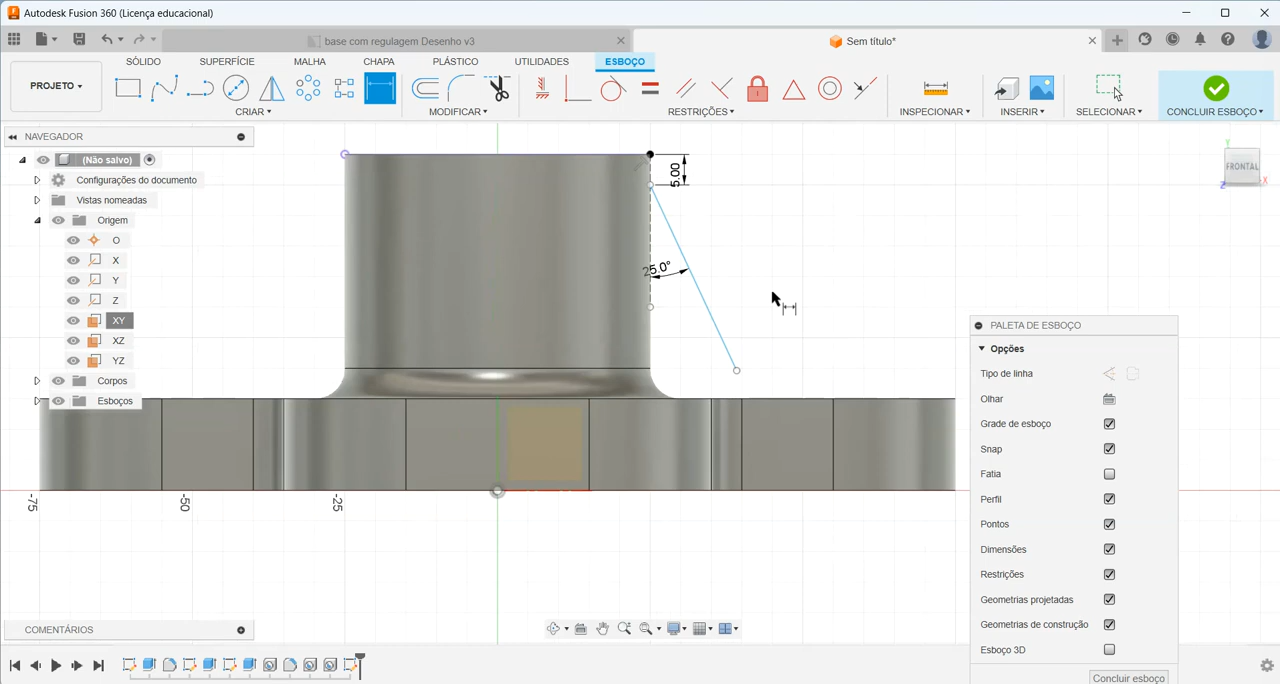 Autodesk Fusion 360 (Licença educacional)
base com regulagem Desenho v3
Sem título*
SÓLIDO
SUPERFÍCIE
MALHA
CHAPA
PLÁSTICO
UTILIDADES
ESBOÇO
PROJETO
CRIAR
MODIFICAR
RESTRIÇÕES
INSPECIONAR
INSERIR
SELECIONAR
CONCLUIR ESBOÇO
NAVEGADOR
(Não salvo)
Configurações do documento
Vistas nomeadas
Origem
O
X
Y
Z
XY
XZ
YZ
Corpos
Esboços
5.00
25.0°
-75
-50
-25
Y
FRONTAL
Z
X
PALETA DE ESBOÇO
Opções
Tipo de linha
Olhar
Grade de esboço
Snap
Fatia
Perfil
Pontos
Dimensões
Restrições
Geometrias projetadas
Geometrias de construção
Esboço 3D
Concluir esboço
COMENTÁRIOS